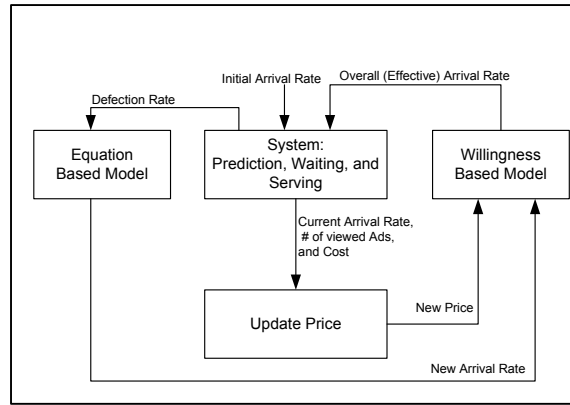 Initial Arrival Rate
Overall (Effective) Arrival Rate
Defection Rate
Equation
Based Model
System:
Prediction, Waiting, and
Serving
Willingness
Based Model
Current Arrival Rate,
# of viewed Ads,
and Cost
Update Price
New Price
New Arrival Rate